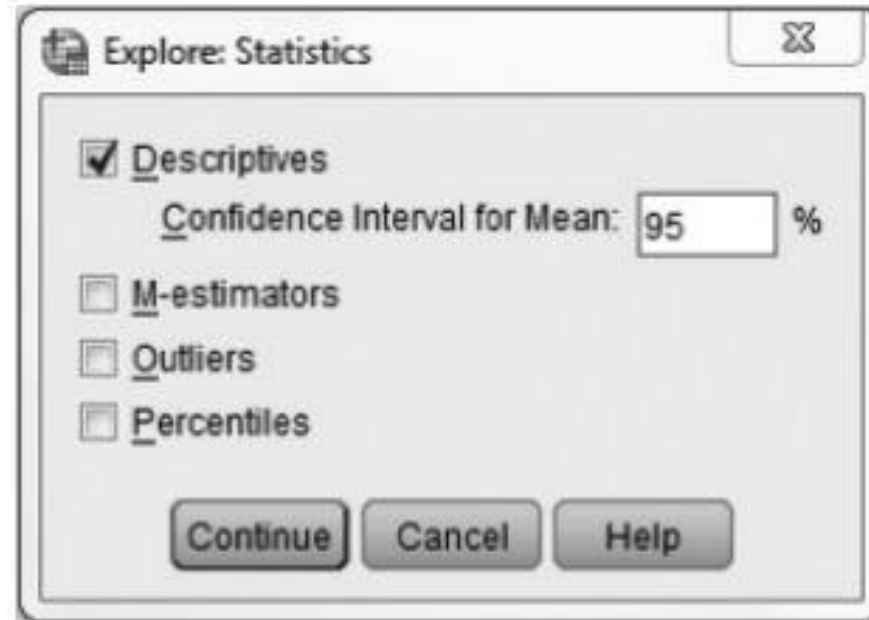 Explore: Statistics
Descriptives
Confidence Interval for Mean: 95 %
M-estimators
Outliers
Percentiles
Continue Cancel Help